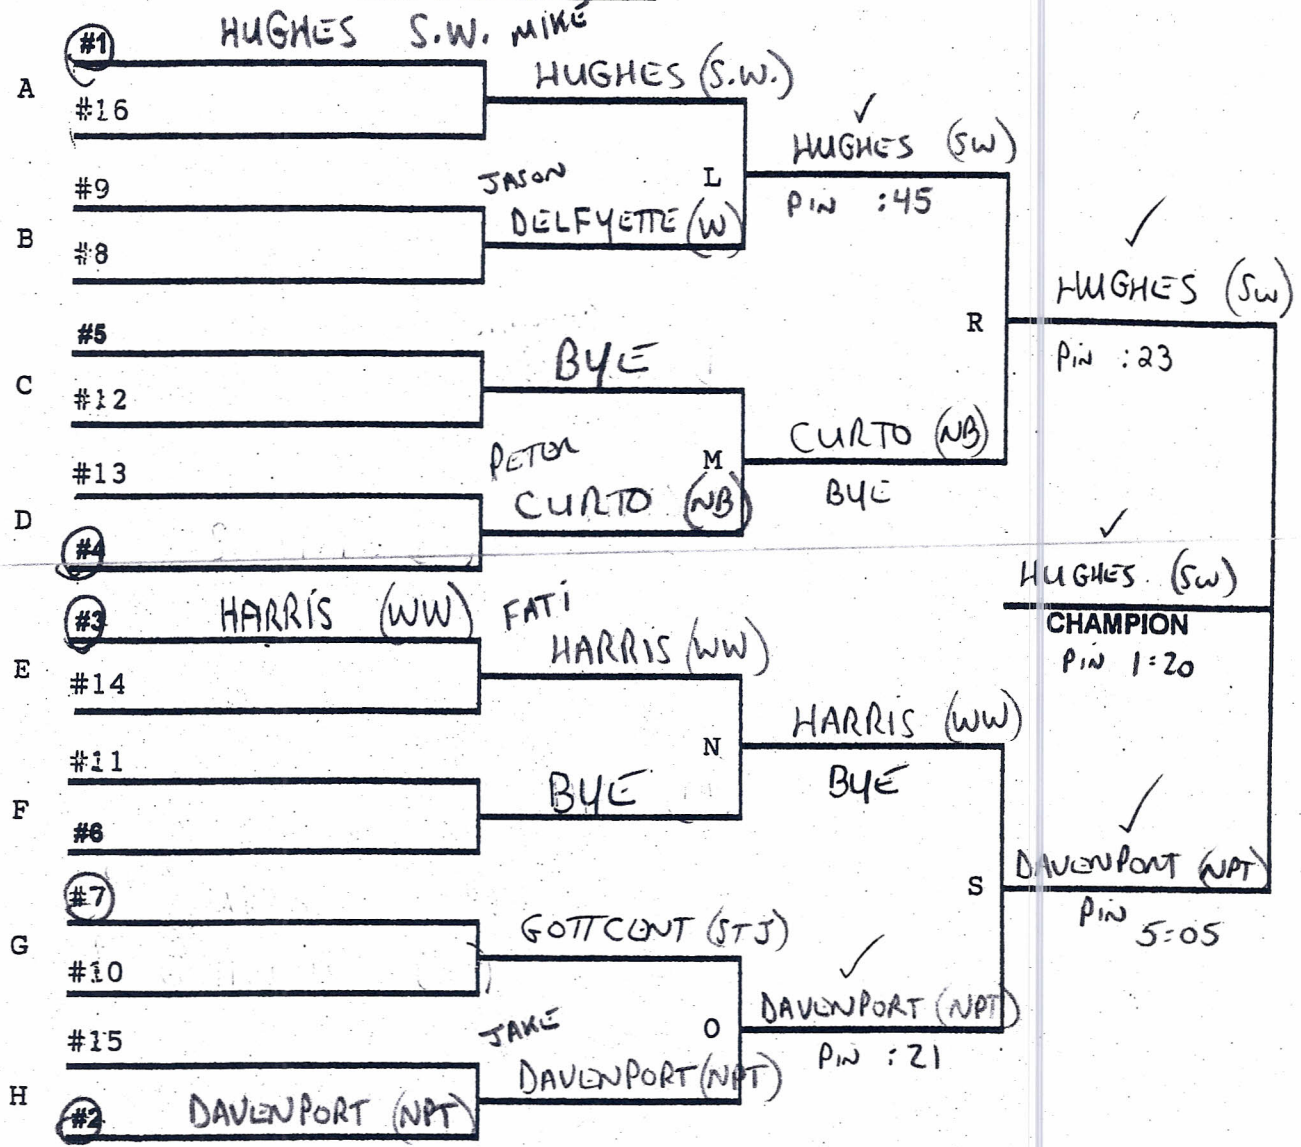 #1 HUGHES S.W. MIKE
A
#16
HUGHES (S.W.)
#9
B
#8
JASON
DELFYETTE (W)
L
HUGHES (SW)
PIN :45
#5
C
#12
BYE
#13
D
#4
PETER
CURTO (NB)
M
CURTO (NB)
BYE
R
HUGHES (SW)
PIN :23
HUGHES (SW)
CHAMPION
PIN 1:20
#3 HARRIS (WW)
E
#14
FATI
HARRIS (WW)
#11
F
#6
BYE
N
HARRIS (WW)
BYE
#7
G
#10
GOTTCENT (STJ)
#15
H
#2 DAVENPORT (NPT)
JAKE
DAVENPORT (NPT)
O
DAVENPORT (NPT)
PIN :21
S
DAVENPORT (NPT)
PIN 5:05